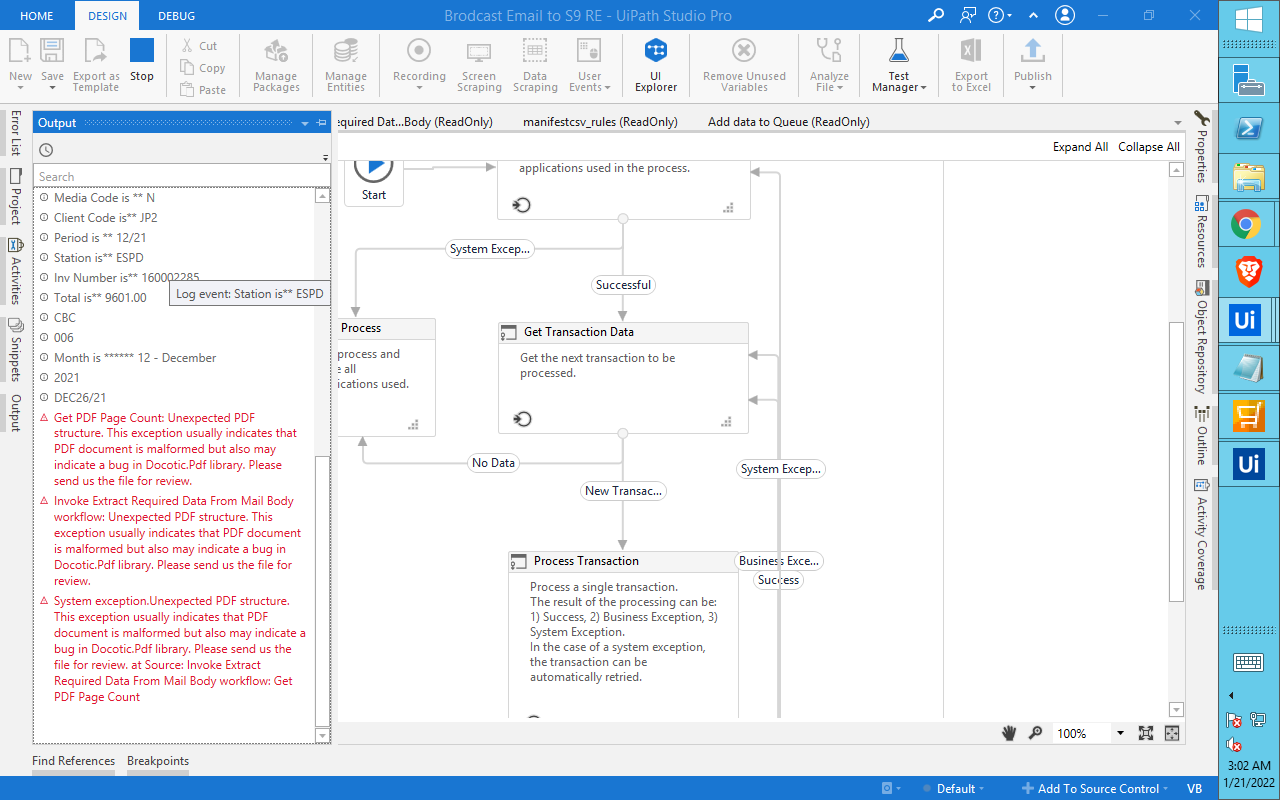 HOME
DESIGN
DEBUG
Brodcast Email to S9 RE - UiPath Studio Pro
New
Save
Export as
Template
Stop
Cut
Copy
Paste
Manage
Packages
Manage
Entities
Recording
Screen
Scraping
Data
Scraping
User
Events
UI
Explorer
Remove Unused
Variables
Analyze
File
Test
Manager
Export
to Excel
Publish
Error List
Project
Activities
Snippets
Output
Output
Search
Media Code is ** N
Client Code is** JP2
Period is ** 12/21
Station is** ESPD
Inv Number is** 160002285
Log event: Station is** ESPD
Total is** 9601.00
CBC
006
Month is ****** 12 - December
2021
DEC26/21
Get PDF Page Count: Unexpected PDF
structure. This exception usually indicates that
PDF document is malformed but also may
indicate a bug in Docotic.Pdf library. Please
send us the file for review.
Invoke Extract Required Data From Mail Body
workflow: Unexpected PDF structure. This
exception usually indicates that PDF document
is malformed but also may indicate a bug in
Docotic.Pdf library. Please send us the file for
review.
System exception.Unexpected PDF structure.
This exception usually indicates that PDF
document is malformed but also may indicate a
bug in Docotic.Pdf library. Please send us the
file for review. at Source: Invoke Extract
Required Data From Mail Body workflow: Get
PDF Page Count
Find References
Breakpoints
equired Dat...Body (ReadOnly)
manifestcsv_rules (ReadOnly)
Add data to Queue (ReadOnly)
Expand All
Collapse All
Start
applications used in the process.
System Excep...
Successful
Process
process and
e all
ications used.
Get Transaction Data
Get the next transaction to be
processed.
No Data
System Excep...
New Transac...
Process Transaction
Business Exce...
Success
Process a single transaction.
The result of the processing can be:
1) Success, 2) Business Exception, 3)
System Exception.
In the case of a system exception,
the transaction can be
automatically retried.
100%
Properties
Resources
Object Repository
Outline
Activity Coverage
Default
Add To Source Control
VB
Ui
Ui
3:02 AM
1/21/2022